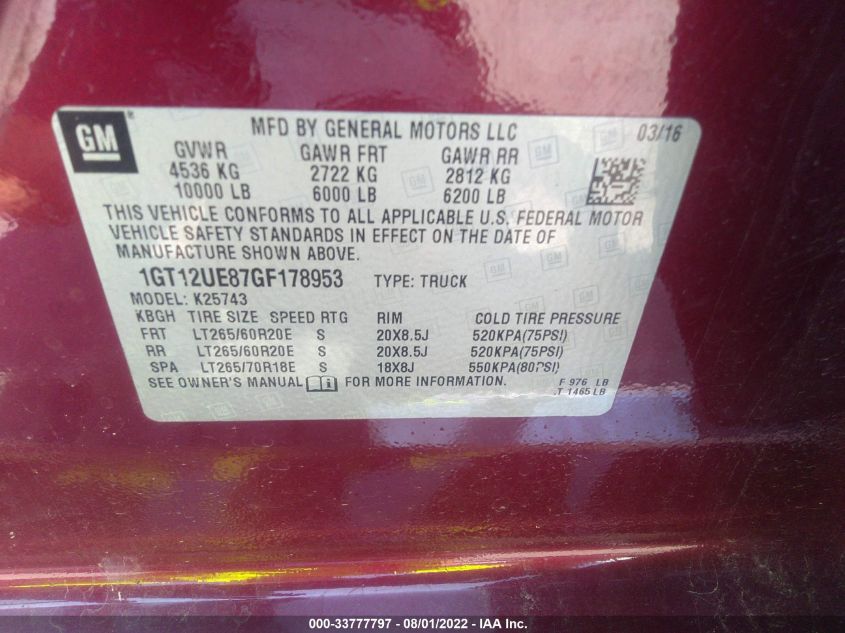 GM
MFD BY GENERAL MOTORS LLC 03/16
GVWR GAWR FRT GAWR RR
4536 KG 2722 KG 2812 KG
10000 LB 6000 LB 6200 LB
THIS VEHICLE CONFORMS TO ALL APPLICABLE U.S. FEDERAL MOTOR
VEHICLE SAFETY STANDARDS IN EFFECT ON THE DATE OF
MANUFACTURE SHOWN ABOVE.
1GT12UE87GF178953 TYPE: TRUCK
MODEL: K25743
KBGH TIRE SIZE SPEED RTG RIM COLD TIRE PRESSURE
FRT LT265/60R20E S 20X8.5J 520KPA(75PSI)
RR LT265/60R20E S 20X8.5J 520KPA(75PSI)
SPA LT265/70R18E S 18X8J 550KPA(80PSI)
SEE OWNER'S MANUAL FOR MORE INFORMATION.
F 976 LB
T 1465 LB
000-33777797 - 08/01/2022 - IAA Inc.